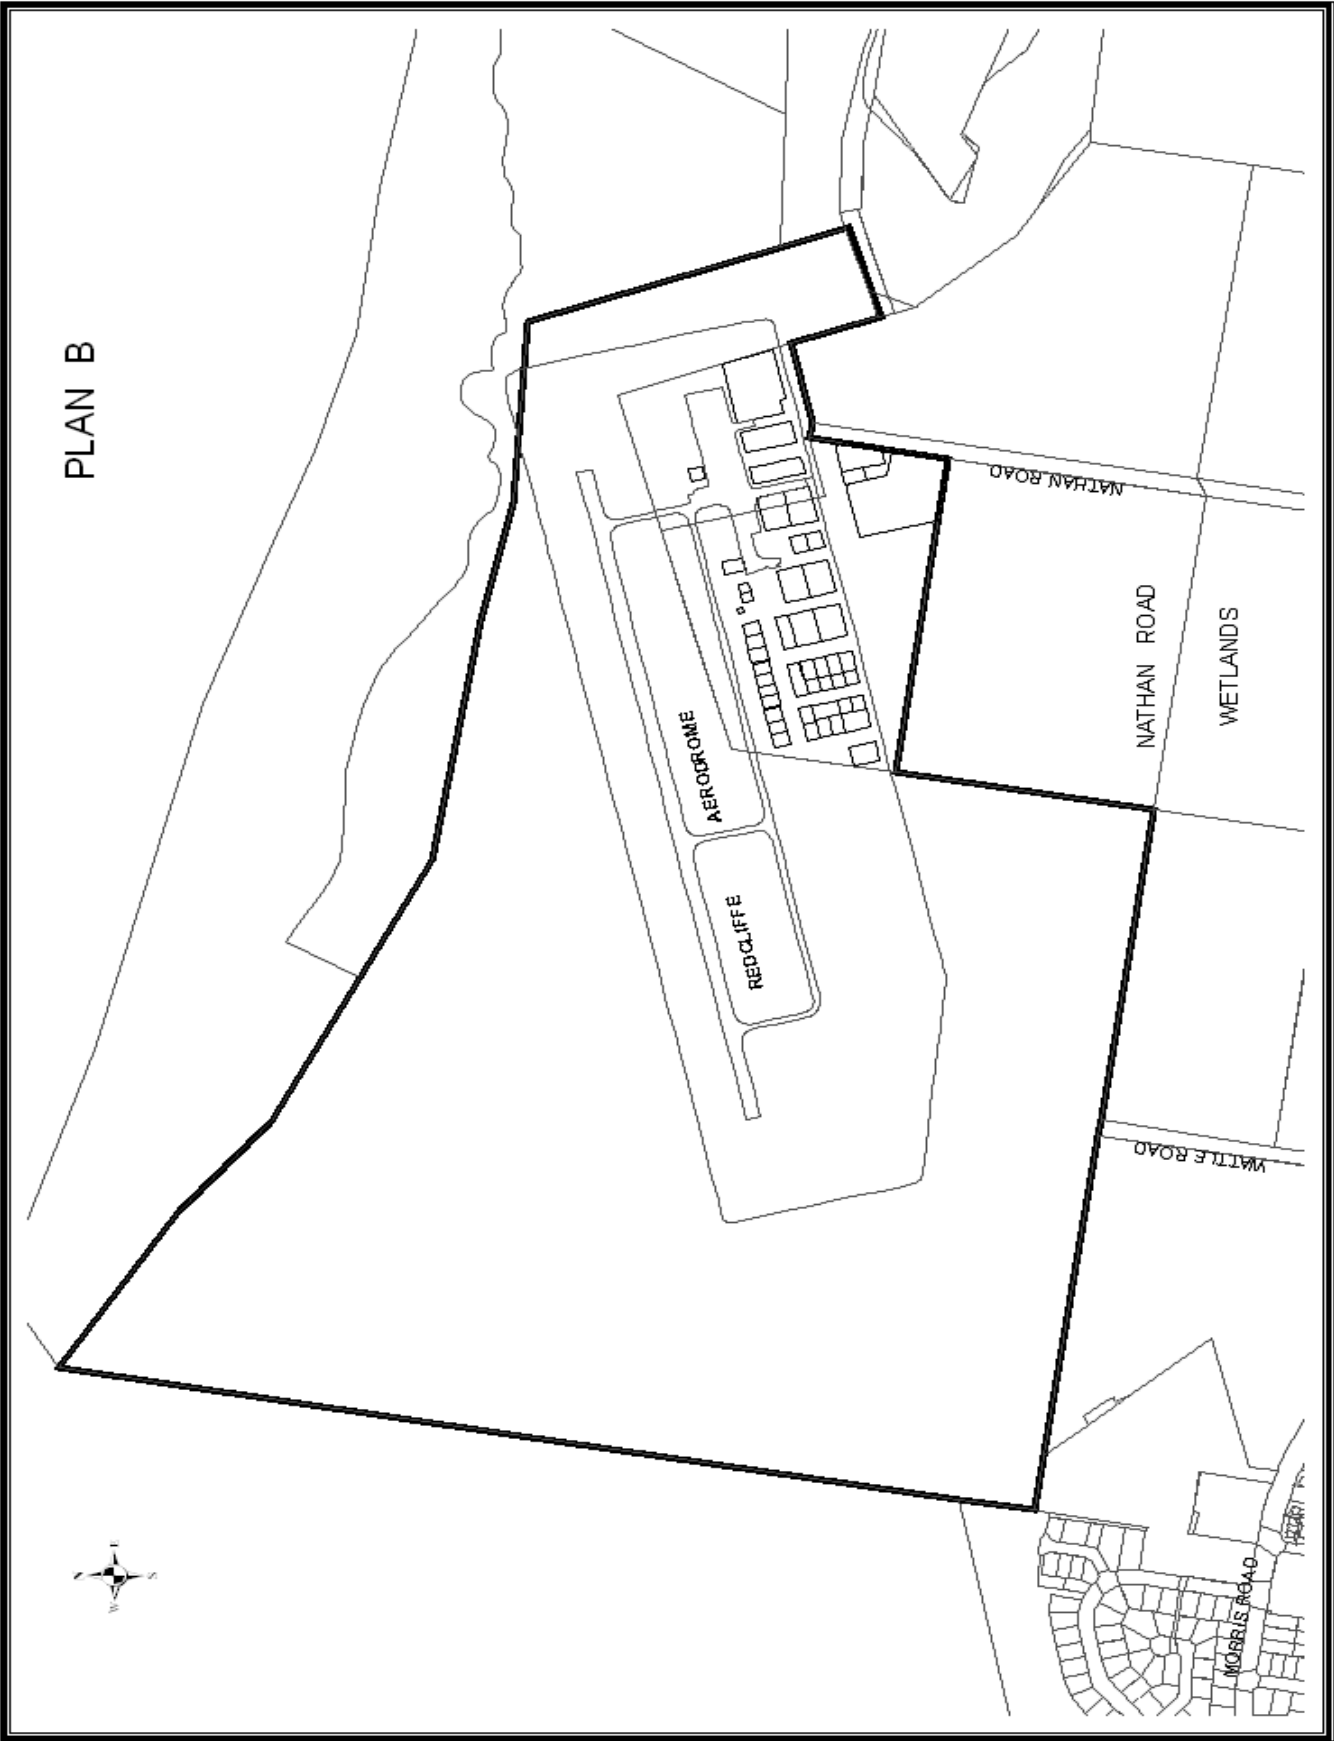 PLAN B
NATHAN ROAD
AERODROME
REDCLIFFE
NATHAN ROAD
WETLANDS
WATTLE ROAD
MORRIS ROAD
N
E
S
W